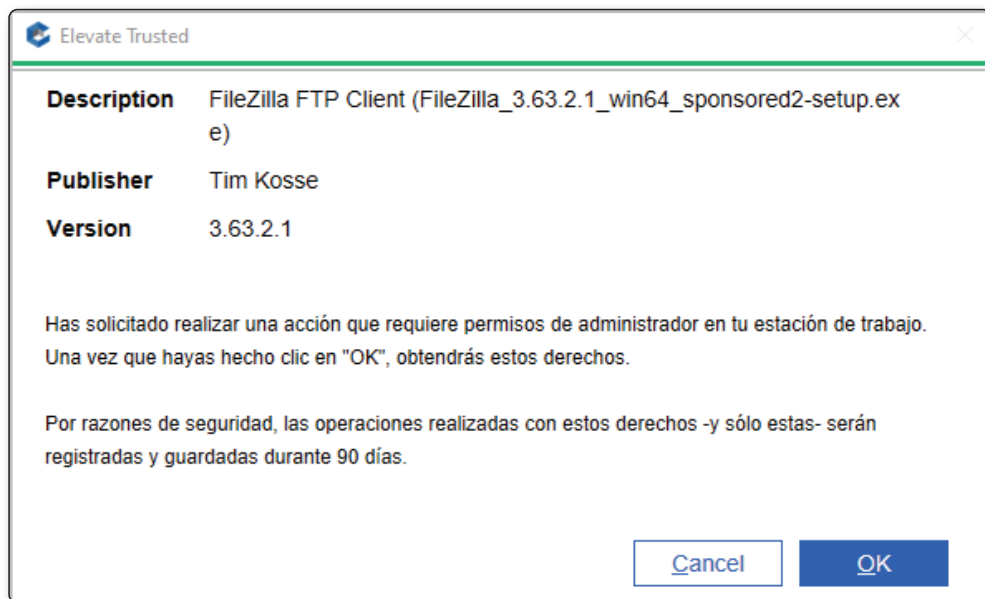 Elevate Trusted
Description FileZilla FTP Client (FileZilla_3.63.2.1_win64_sponsored2-setup.ex
e)
Publisher Tim Kosse
Version 3.63.2.1
Has solicitado realizar una acción que requiere permisos de administrador en tu estación de trabajo.
Una vez que hayas hecho clic en "OK", obtendrás estos derechos.
Por razones de seguridad, las operaciones realizadas con estos derechos -y sólo estas- serán
registradas y guardadas durante 90 días.
Cancel OK